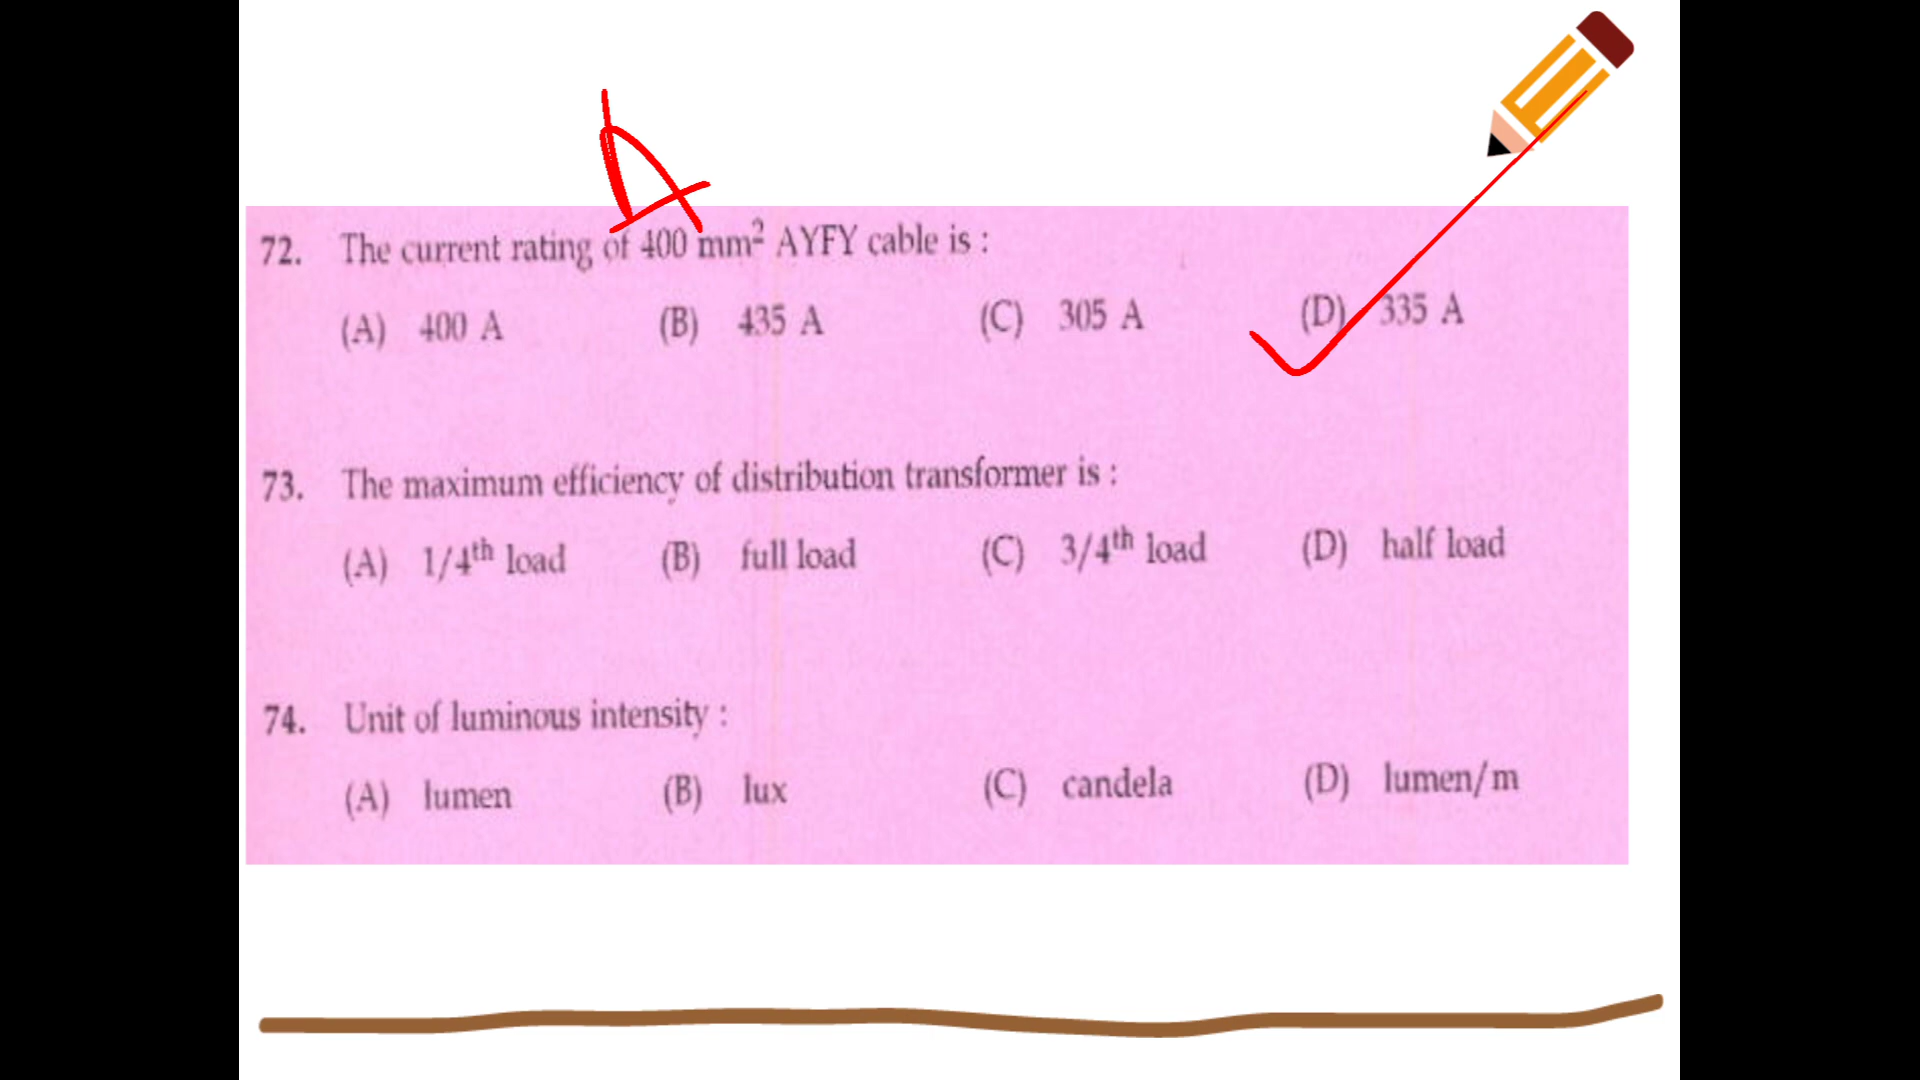 A
72. The current rating of 400 mm² AYFY cable is :
(A) 400 A (B) 435 A (C) 305 A (D) 335 A
73. The maximum efficiency of distribution transformer is :
(A) 1/4th load (B) full load (C) 3/4th load (D) half load
74. Unit of luminous intensity :
(A) lumen (B) lux (C) candela (D) lumen/m